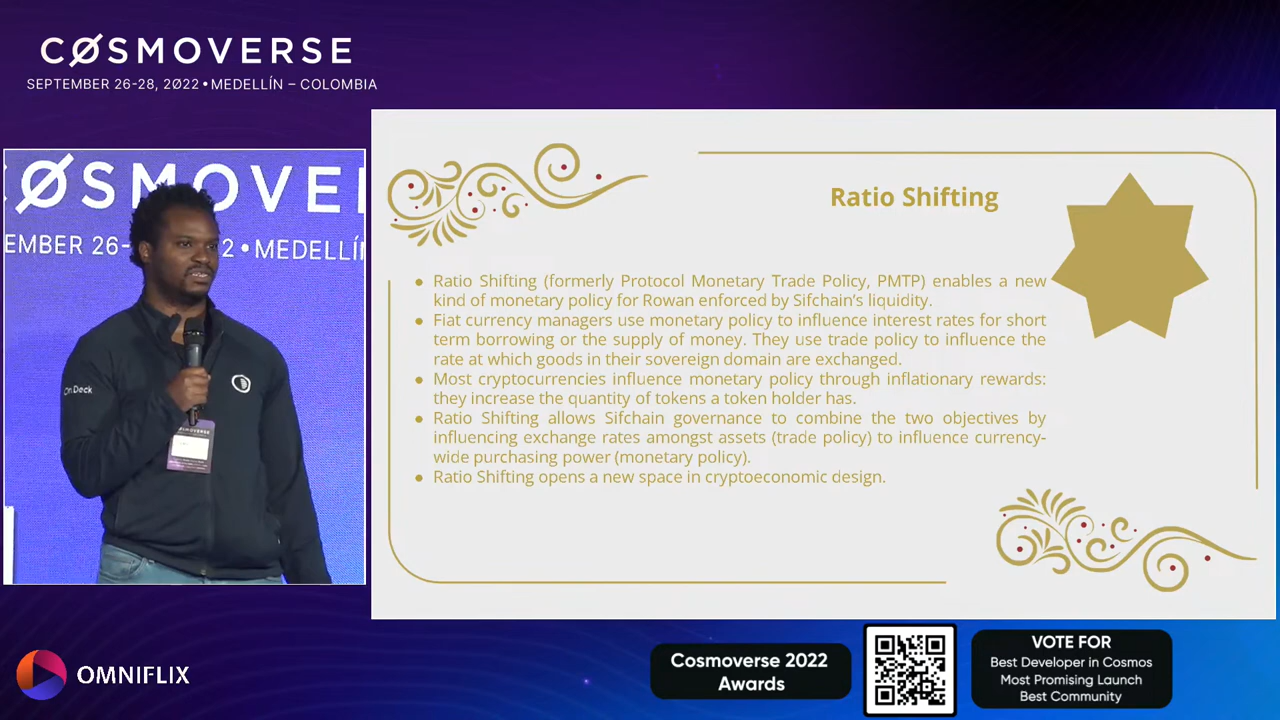 CØSMOVERSE
SEPTEMBER 26-28, 2022 • MEDELLÍN – COLOMBIA
CØSMOVE
EMBER 26- 2 • MEDELLÍN
On Deck
Ratio Shifting
● Ratio Shifting (formerly Protocol Monetary Trade Policy, PMTP) enables a new
kind of monetary policy for Rowan enforced by Sifchain's liquidity.
● Fiat currency managers use monetary policy to influence interest rates for short
term borrowing or the supply of money. They use trade policy to influence the
rate at which goods in their sovereign domain are exchanged.
● Most cryptocurrencies influence monetary policy through inflationary rewards:
they increase the quantity of tokens a token holder has.
● Ratio Shifting allows Sifchain governance to combine the two objectives by
influencing exchange rates amongst assets (trade policy) to influence currency-
wide purchasing power (monetary policy).
● Ratio Shifting opens a new space in cryptoeconomic design.
OMNIFLIX
Cosmoverse 2022
Awards
VOTE FOR
Best Developer in Cosmos
Most Promising Launch
Best Community